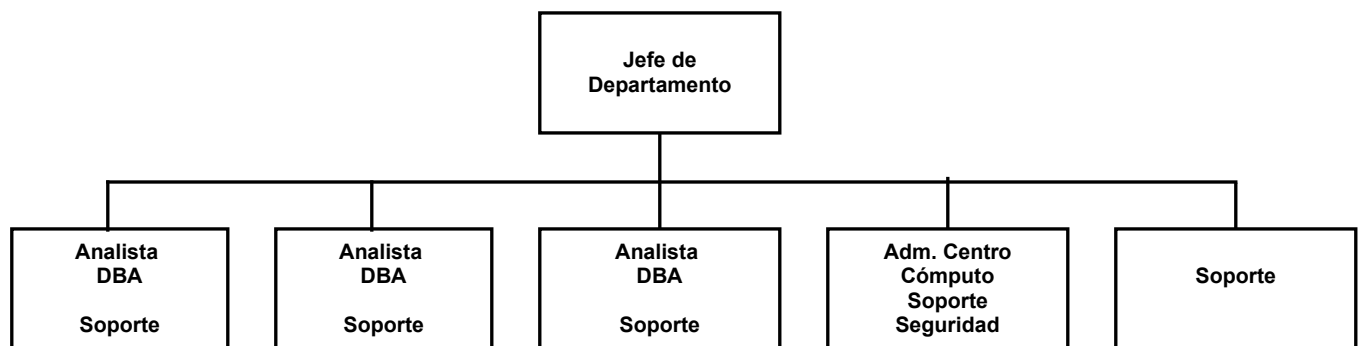 Jefe de
Departamento
Analista
DBA
Soporte
Analista
DBA
Soporte
Analista
DBA
Soporte
Adm. Centro
Cómputo
Soporte
Seguridad
Soporte